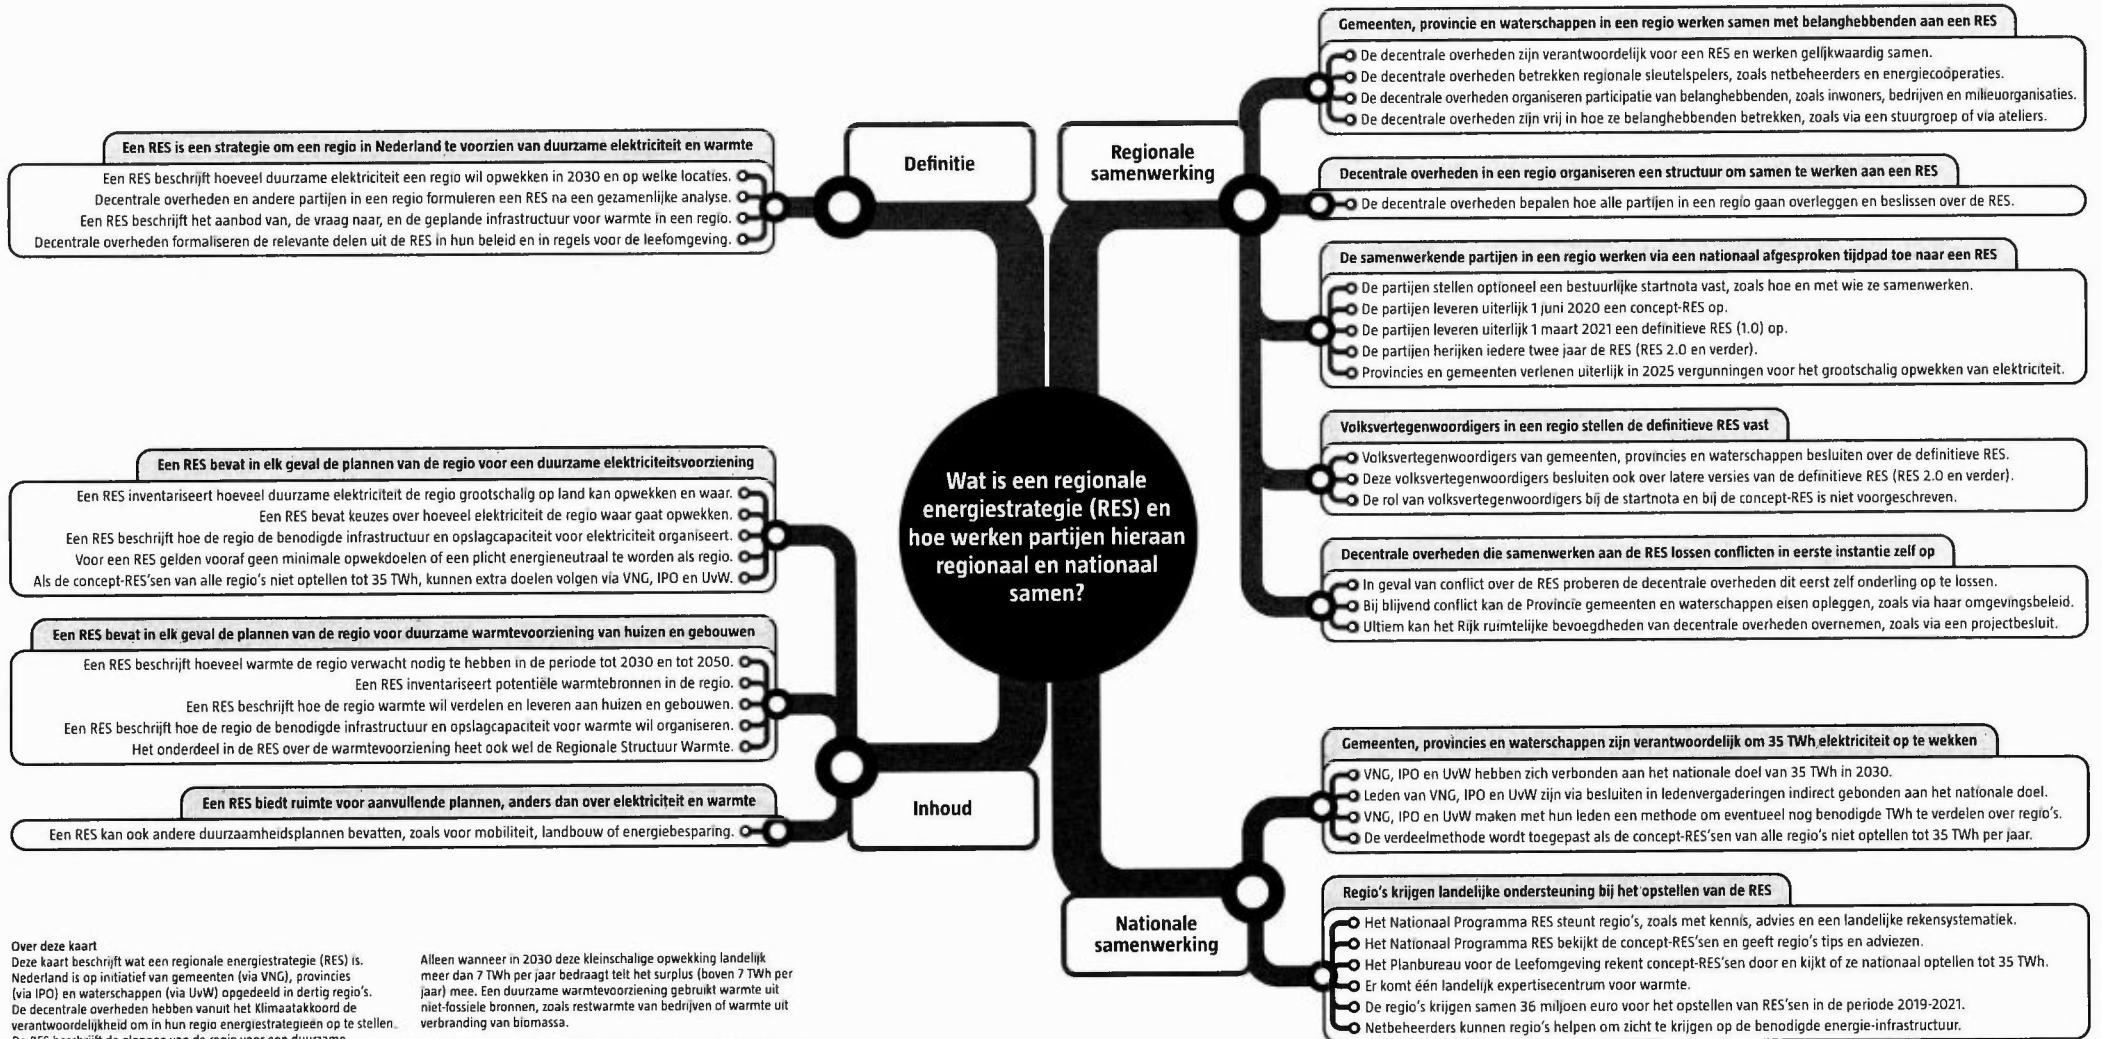 Wat is een regionale
energiestrategie (RES) en
hoe werken partijen hieraan
regionaal en nationaal
samen?
Definitie
Een RES is een strategie om een regio in Nederland te voorzien van duurzame elektriciteit en warmte
Een RES beschrijft hoeveel duurzame elektriciteit een regio wil opwekken in 2030 en op welke locaties.
Decentrale overheden en andere partijen in een regio formuleren een RES na een gezamenlijke analyse.
Een RES beschrijft het aanbod van, de vraag naar, en de geplande infrastructuur voor warmte in een regio.
Decentrale overheden formaliseren de relevante delen uit de RES in hun beleid en in regels voor de leefomgeving.
Inhoud
Een RES bevat in elk geval de plannen van de regio voor een duurzame elektriciteitsvoorziening
Een RES inventariseert hoeveel duurzame elektriciteit de regio grootschalig op land kan opwekken en waar.
Een RES bevat keuzes over hoeveel elektriciteit de regio waar gaat opwekken.
Een RES beschrijft hoe de regio de benodigde infrastructuur en opslagcapaciteit voor elektriciteit organiseert.
Voor een RES gelden vooraf geen minimale opwekdoelen of een plicht energieneutraal te worden als regio.
Als de concept-RES'sen van alle regio's niet optellen tot 35 TWh, kunnen extra doelen volgen via VNG, IPO en UvW.
Een RES bevat in elk geval de plannen van de regio voor duurzame warmtevoorziening van huizen en gebouwen
Een RES beschrijft hoeveel warmte de regio verwacht nodig te hebben in de periode tot 2030 en tot 2050.
Een RES inventariseert potentiële warmtebronnen in de regio.
Een RES beschrijft hoe de regio warmte wil verdelen en leveren aan huizen en gebouwen.
Een RES beschrijft hoe de regio de benodigde infrastructuur en opslagcapaciteit voor warmte wil organiseren.
Het onderdeel in de RES over de warmtevoorziening heet ook wel de Regionale Structuur Warmte.
Een RES biedt ruimte voor aanvullende plannen, anders dan over elektriciteit en warmte
Een RES kan ook andere duurzaamheidsplannen bevatten, zoals voor mobiliteit, landbouw of energiebesparing.
Regionale
samenwerking
Gemeenten, provincie en waterschappen in een regio werken samen met belanghebbenden aan een RES
De decentrale overheden zijn verantwoordelijk voor een RES en werken gelijkwaardig samen.
De decentrale overheden betrekken regionale sleutelspelers, zoals netbeheerders en energiecoöperaties.
De decentrale overheden organiseren participatie van belanghebbenden, zoals inwoners, bedrijven en milieuorganisaties.
De decentrale overheden zijn vrij in hoe ze belanghebbenden betrekken, zoals via een stuurgroep of via ateliers.
Decentrale overheden in een regio organiseren een structuur om samen te werken aan een RES
De decentrale overheden bepalen hoe alle partijen in een regio gaan overleggen en beslissen over de RES.
De samenwerkende partijen in een regio werken via een nationaal afgesproken tijdpad toe naar een RES
De partijen stellen optioneel een bestuurlijke startnota vast, zoals hoe en met wie ze samenwerken.
De partijen leveren uiterlijk 1 juni 2020 een concept-RES op.
De partijen leveren uiterlijk 1 maart 2021 een definitieve RES (1.0) op.
De partijen herijken iedere twee jaar de RES (RES 2.0 en verder).
Provincies en gemeenten verlenen uiterlijk in 2025 vergunningen voor het grootschalig opwekken van elektriciteit.
Volksvertegenwoordigers in een regio stellen de definitieve RES vast
Volksvertegenwoordigers van gemeenten, provincies en waterschappen besluiten over de definitieve RES.
Deze volksvertegenwoordigers besluiten ook over latere versies van de definitieve RES (RES 2.0 en verder).
De rol van volksvertegenwoordigers bij de startnota en bij de concept-RES is niet voorgeschreven.
Decentrale overheden die samenwerken aan de RES lossen conflicten in eerste instantie zelf op
In geval van conflict over de RES proberen de decentrale overheden dit eerst zelf onderling op te lossen.
Bij blijvend conflict kan de Provincie gemeenten en waterschappen eisen opleggen, zoals via haar omgevingsbeleid.
Ultiem kan het Rijk ruimtelijke bevoegdheden van decentrale overheden overnemen, zoals via een projectbesluit.
Nationale
samenwerking
Gemeenten, provincies en waterschappen zijn verantwoordelijk om 35 TWh elektriciteit op te wekken
VNG, IPO en UvW hebben zich verbonden aan het nationale doel van 35 TWh in 2030.
Leden van VNG, IPO en UvW zijn via besluiten in ledenvergaderingen indirect gebonden aan het nationale doel.
VNG, IPO en UvW maken met hun leden een methode om eventueel nog benodigde TWh te verdelen over regio's.
De verdeelmethode wordt toegepast als de concept-RES'sen van alle regio's niet optellen tot 35 TWh per jaar.
Regio's krijgen landelijke ondersteuning bij het opstellen van de RES
Het Nationaal Programma RES steunt regio's, zoals met kennis, advies en een landelijke rekensystematiek.
Het Nationaal Programma RES bekijkt de concept-RES'sen en geeft regio's tips en adviezen.
Het Planbureau voor de Leefomgeving rekent concept-RES'sen door en kijkt of ze nationaal optellen tot 35 TWh.
Er komt één landelijk expertisecentrum voor warmte.
De regio's krijgen samen 36 miljoen euro voor het opstellen van RES'sen in de periode 2019-2021.
Netbeheerders kunnen regio's helpen om zicht te krijgen op de benodigde energie-infrastructuur.
Over deze kaart
Deze kaart beschrijft wat een regionale energiestrategie (RES) is.
Nederland is op initiatief van gemeenten (via VNG), provincies
(via IPO) en waterschappen (via UvW) opgedeeld in dertig regio's.
De decentrale overheden hebben vanuit het Klimaatakkoord de
verantwoordelijkheid om in hun regio energiestrategieën op te stellen.
De RES beschrijft de plannen van de regio voor een duurzame
Alleen wanneer in 2030 deze kleinschalige opwekking landelijk
meer dan 7 TWh per jaar bedraagt telt het surplus (boven 7 TWh per
jaar) mee. Een duurzame warmtevoorziening gebruikt warmte uit
niet-fossiele bronnen, zoals restwarmte van bedrijven of warmte uit
verbranding van biomassa.